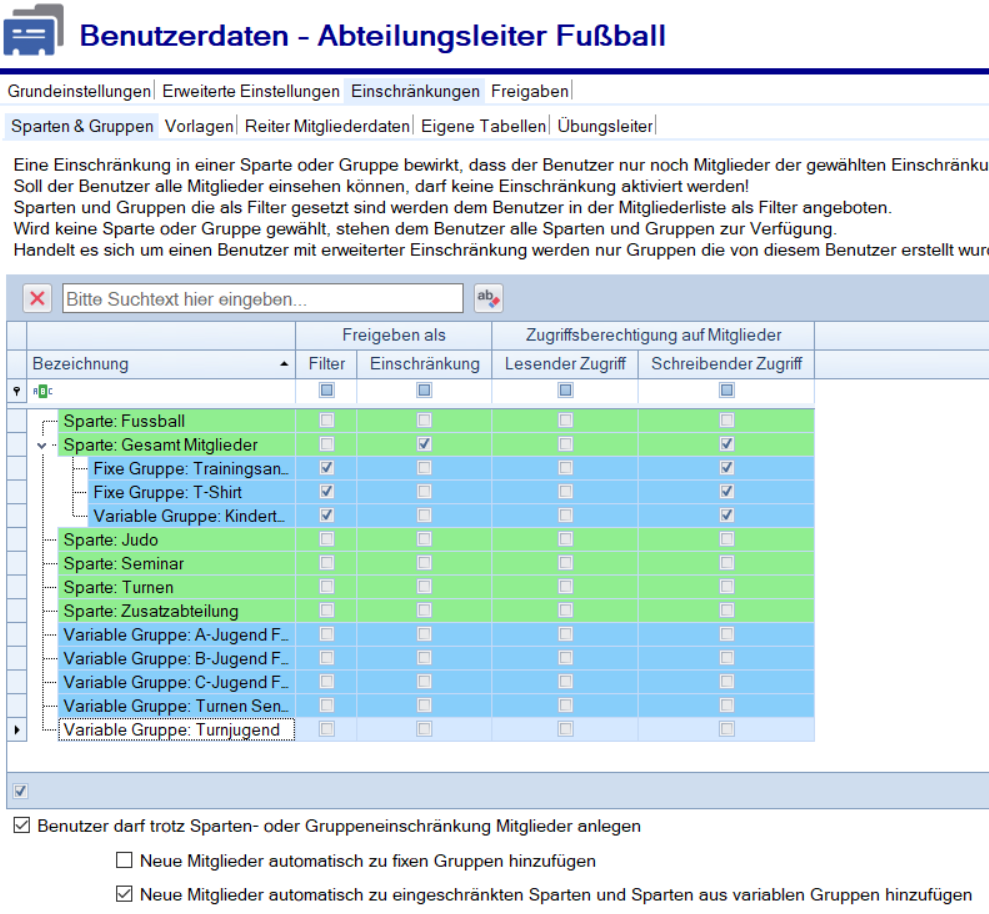 Benutzerdaten - Abteilungsleiter Fußball
Grundeinstellungen Erweiterte Einstellungen Einschränkungen Freigaben
Sparten & Gruppen Vorlagen Reiter Mitgliederdaten Eigene Tabellen Übungsleiter
Eine Einschränkung in einer Sparte oder Gruppe bewirkt, dass der Benutzer nur noch Mitglieder der gewählten Einschränku
Soll der Benutzer alle Mitglieder einsehen können, darf keine Einschränkung aktiviert werden!
Sparten und Gruppen die als Filter gesetzt sind werden dem Benutzer in der Mitgliederliste als Filter angeboten.
Wird keine Sparte oder Gruppe gewählt, stehen dem Benutzer alle Sparten und Gruppen zur Verfügung.
Handelt es sich um einen Benutzer mit erweiterter Einschränkung werden nur Gruppen die von diesem Benutzer erstellt wur
Bitte Suchtext hier eingeben... ab
Freigeben als Zugriffsberechtigung auf Mitglieder
Bezeichnung Filter Einschränkung Lesender Zugriff Schreibender Zugriff
ABC
Sparte: Fussball
Sparte: Gesamt Mitglieder
Fixe Gruppe: Trainingsan...
Fixe Gruppe: T-Shirt
Variable Gruppe: Kindert...
Sparte: Judo
Sparte: Seminar
Sparte: Turnen
Sparte: Zusatzabteilung
Variable Gruppe: A-Jugend F...
Variable Gruppe: B-Jugend F...
Variable Gruppe: C-Jugend F...
Variable Gruppe: Turnen Sen...
Variable Gruppe: Turnjugend
Benutzer darf trotz Sparten- oder Gruppeneinschränkung Mitglieder anlegen
Neue Mitglieder automatisch zu fixen Gruppen hinzufügen
Neue Mitglieder automatisch zu eingeschränkten Sparten und Sparten aus variablen Gruppen hinzufügen